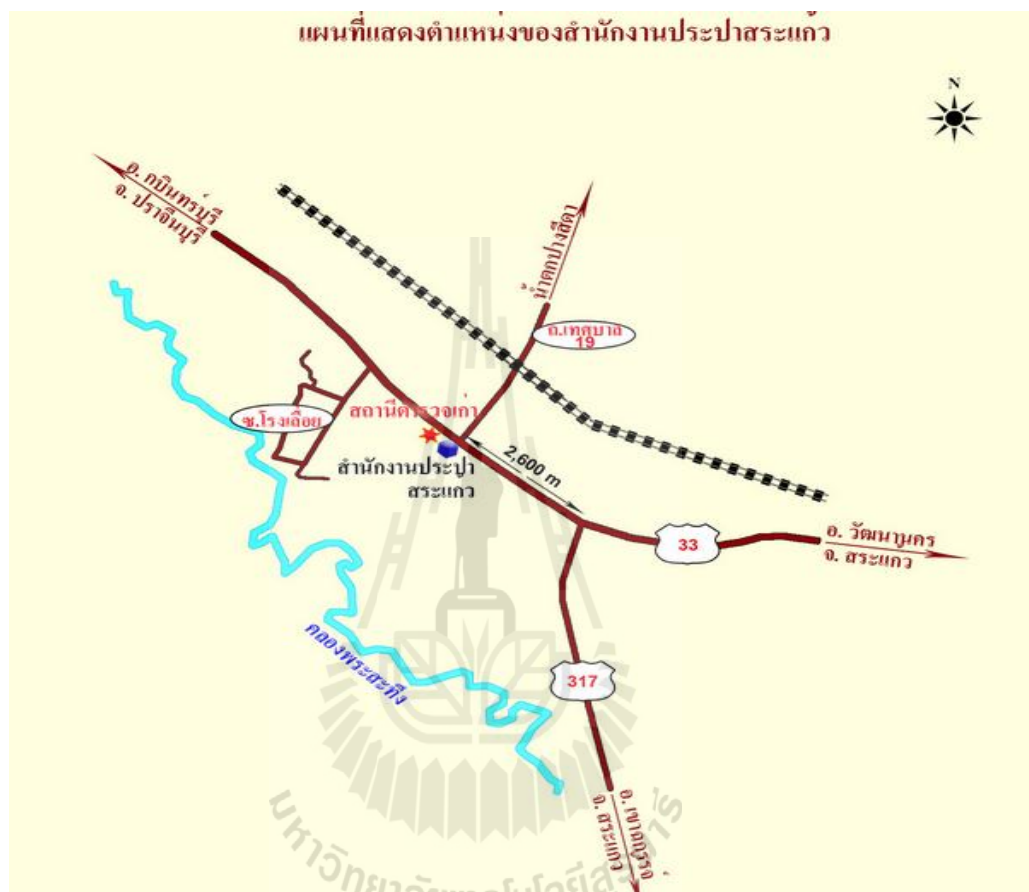 แผนที่แสดงตำแหน่งของสำนักงานประปาสระแก้ว
N
อ. กบินทร์บุรี
จ. ปราจีนบุรี
น้ำตกปางสีดา
ถ.เทศบาล
19
สถานีตำรวจเก่า
ซ.โรงเลื่อย
สำนักงานประปา
สระแก้ว
2,600 m
33
อ. วัฒนานคร
จ. สระแก้ว
คลองพระสะทึง
317
อ. เขาฉกรรจ์
จ. สระแก้ว